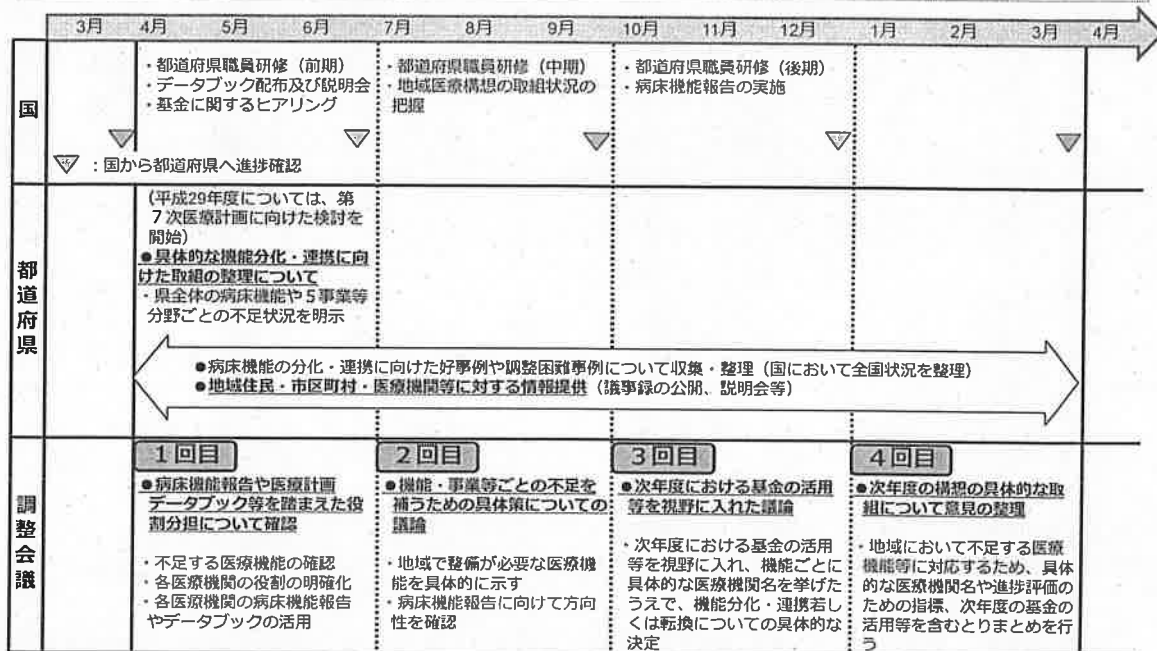 3月 4月 5月 6月 7月 8月 9月 10月 11月 12月 1月 2月 3月 4月
国
・都道府県職員研修（前期）
・データブック配布及び説明会
・基金に関するヒアリング
・都道府県職員研修（中期）
・地域医療構想の取組状況の
把握
・都道府県職員研修（後期）
・病床機能報告の実施
：国から都道府県へ進捗確認
都道府県
(平成29年度については、第
７次医療計画に向けた検討を
開始)
●具体的な機能分化・連携に向
けた取組の整理について
・県全体の病床機能や５事業等
分野ごとの不足状況を明示
●病床機能の分化・連携に向けた好事例や調整困難事例について収集・整理（国において全国状況を整理）
●地域住民・市区町村・医療機関等に対する情報提供（議事録の公開、説明会等）
調整会議
１回目
●病床機能報告や医療計画
データブック等を踏まえた役
割分担について確認
・不足する医療機能の確認
・各医療機関の役割の明確化
・各医療機関の病床機能報告
やデータブックの活用
２回目
●機能・事業等ごとの不足を
補うための具体策についての
議論
・地域で整備が必要な医療機
能を具体的に示す
・病床機能報告に向けて方向
性を確認
３回目
●次年度における基金の活用
等を視野に入れた議論
・次年度における基金の活用
等を視野に入れ、機能ごとに
具体的な医療機関名を挙げた
うえで、機能分化・連携若し
くは転換についての具体的な
決定
４回目
●次年度の構想の具体的な取
組について意見の整理
・地域において不足する医療
機能等に対応するため、具体
的な医療機関名や進捗評価の
ための指標、次年度の基金の
活用等を含むとりまとめを行
う